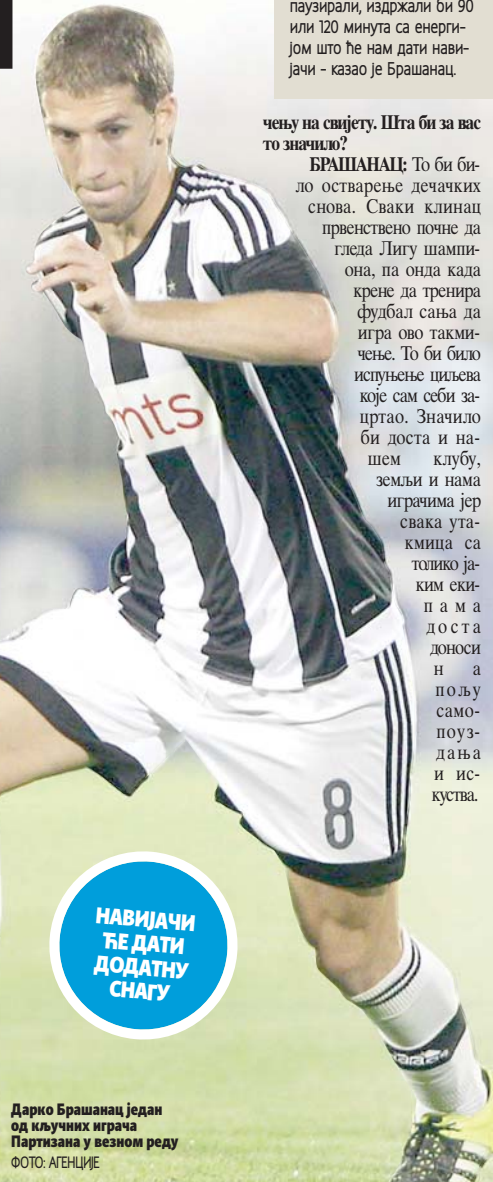 паузирали, издржали би 90
или 120 минута са енерги-
јом што ће нам дати нави-
јачи - казао је Брашанац.
чењу на свијету. Шта би за вас
то значило?
БРАШАНАЦ: То би би-
ло остварење дечачких
снова. Сваки клинац
првенствено почне да
гледа Лигу шампи-
она, па онда када
крене да тренира
фудбал сања да
игра ово такми-
чење. То би било
испуњење циљева
које сам себи за-
цртао. Значило
би доста и на-
шем клубу,
земљи и нама
играчима јер
свака ута-
кмица са
толико ја-
ким еки-
пама
доста
доноси
на
пољу
само-
поуз-
дања
и ис-
куства.
mts
8
НАВИЈАЧИ
ЋЕ ДАТИ
ДОДАТНУ
СНАГУ
adidas
Дарко Брашанац један
од кључних играча
Партизана у везном реду
ФОТО: АГЕНЦИЈЕ